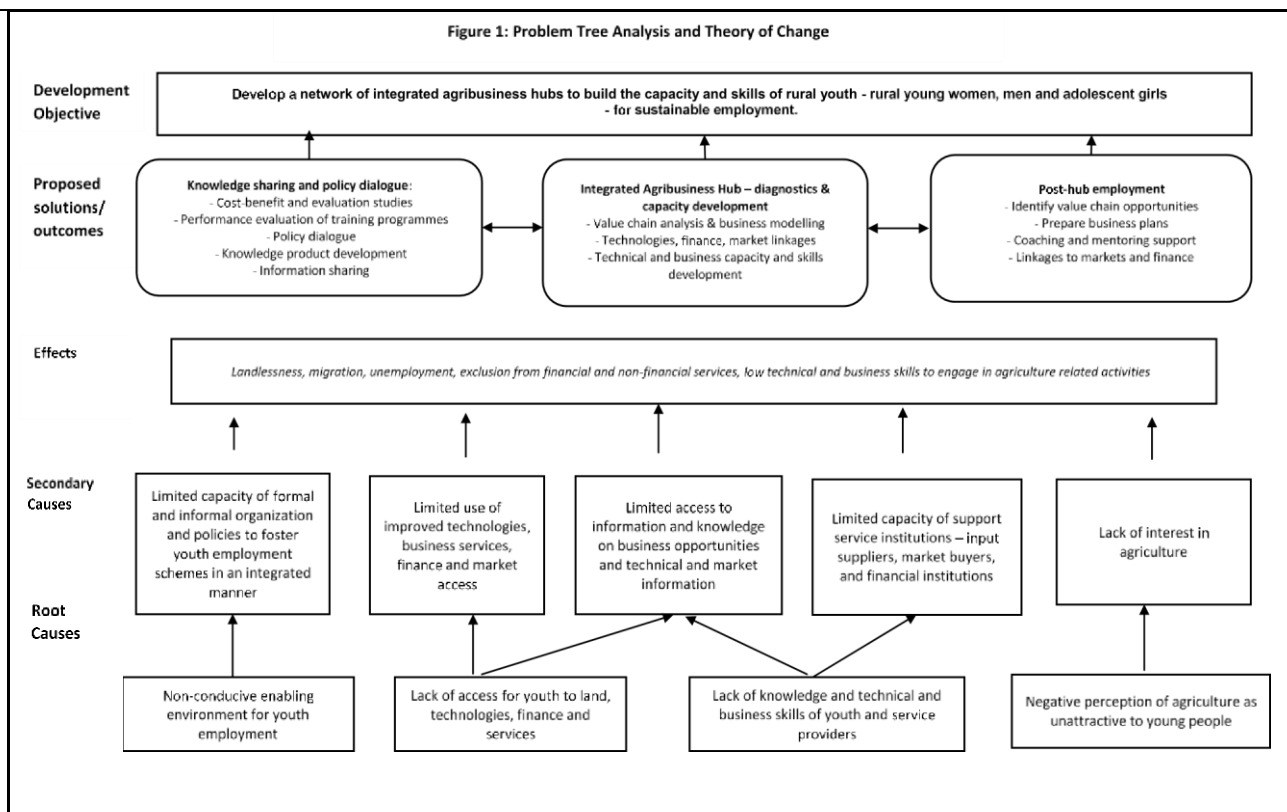 Figure 1: Problem Tree Analysis and Theory of Change
Development
Objective
Develop a network of integrated agribusiness hubs to build the capacity and skills of rural youth - rural young women, men and adolescent girls
- for sustainable employment.
Proposed
solutions/
outcomes
Knowledge sharing and policy dialogue:
- Cost-benefit and evaluation studies
- Performance evaluation of training programmes
- Policy dialogue
- Knowledge product development
- Information sharing
Integrated Agribusiness Hub – diagnostics &
capacity development
- Value chain analysis & business modelling
- Technologies, finance, market linkages
- Technical and business capacity and skills
development
Post-hub employment
- Identify value chain opportunities
- Prepare business plans
- Coaching and mentoring support
- Linkages to markets and finance
Effects
Landlessness, migration, unemployment, exclusion from financial and non-financial services, low technical and business skills to engage in agriculture related activities
Secondary
Causes
Limited capacity of formal
and informal organization
and policies to foster
youth employment
schemes in an integrated
manner
Limited use of
improved technologies,
business services,
finance and market
access
Limited access to
information and knowledge
on business opportunities
and technical and market
information
Limited capacity of support
service institutions – input
suppliers, market buyers,
and financial institutions
Lack of interest in
agriculture
Root
Causes
Non-conducive enabling
environment for youth
employment
Lack of access for youth to land,
technologies, finance and
services
Lack of knowledge and technical and
business skills of youth and service
providers
Negative perception of agriculture as
unattractive to young people